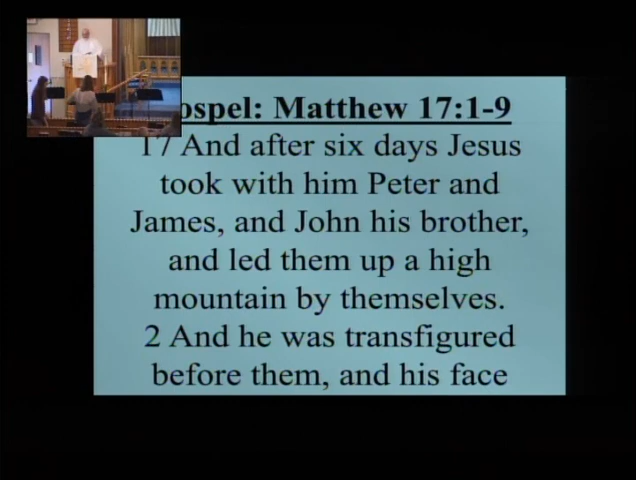 ospel: Matthew 17:1-9
17 And after six days Jesus
took with him Peter and
James, and John his brother,
and led them up a high
mountain by themselves.
2 And he was transfigured
before them, and his face